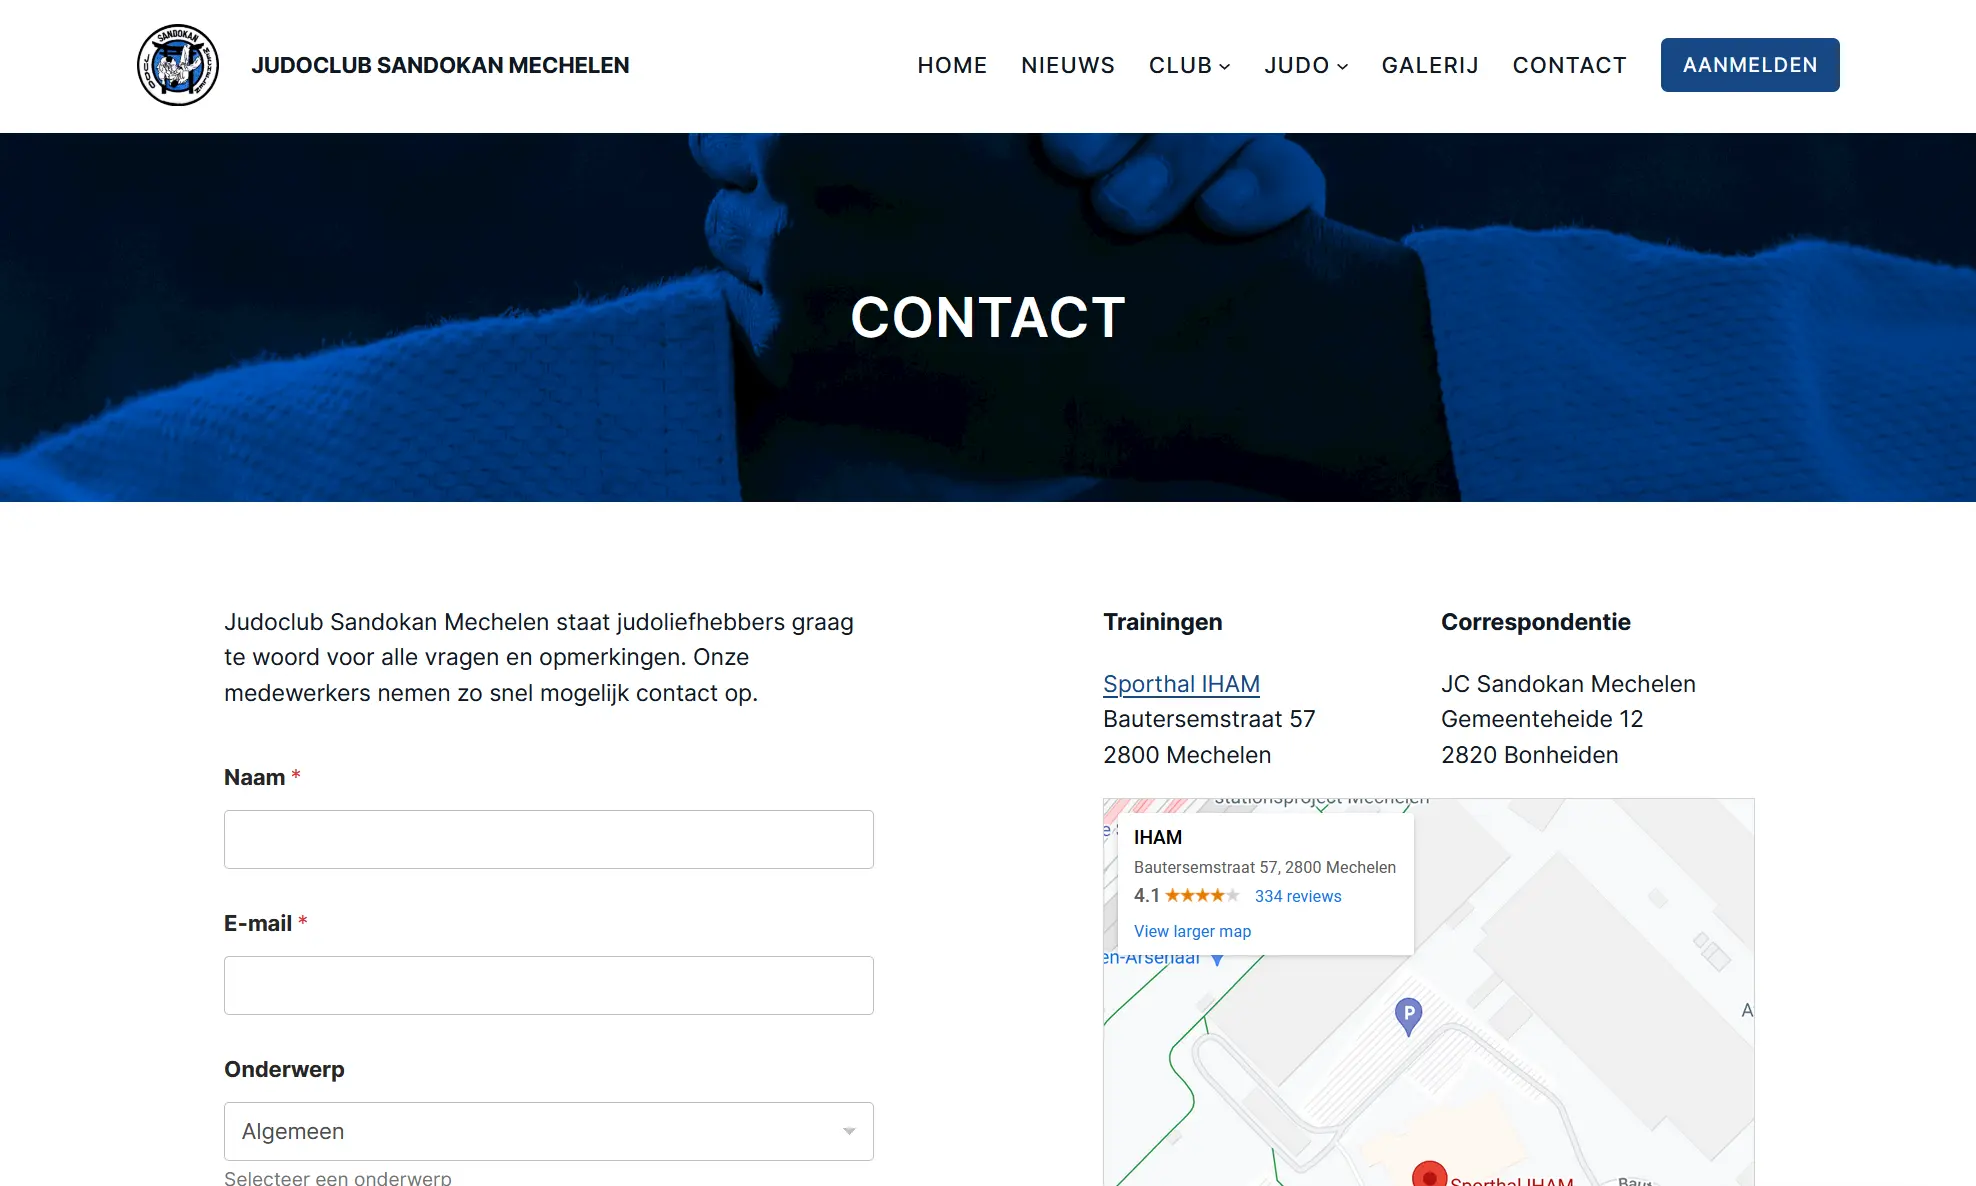 SANDOKAN
JUDO
MECHELEN
JUDOCLUB SANDOKAN MECHELEN
HOME
NIEUWS
CLUB
JUDO
GALERIJ
CONTACT
AANMELDEN
CONTACT
Judoclub Sandokan Mechelen staat judoliefhebbers graag
te woord voor alle vragen en opmerkingen. Onze
medewerkers nemen zo snel mogelijk contact op.
Naam *
E-mail *
Onderwerp
Algemeen
Selecteer een onderwerp
Trainingen
Sporthal IHAM
Bautersemstraat 57
2800 Mechelen
Correspondentie
JC Sandokan Mechelen
Gemeenteheide 12
2820 Bonheiden
stationsproject Mechelen
IHAM
Bautersemstraat 57, 2800 Mechelen
4.1
334 reviews
View larger map
en-Arsenaal
P
Sporthal IHAM